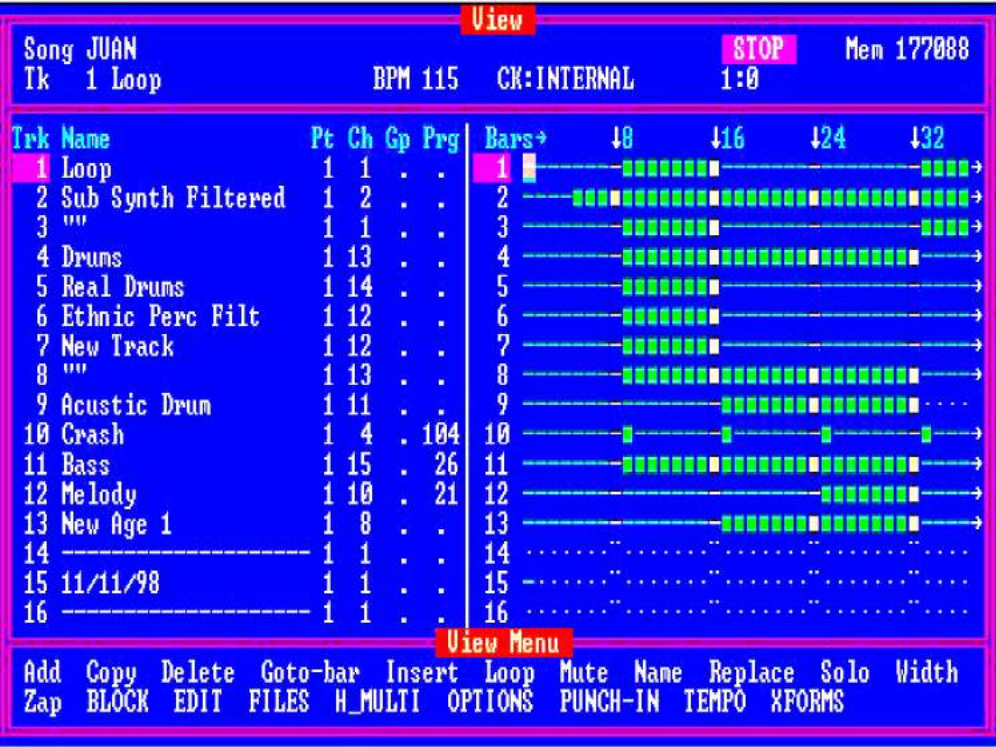 View
Song JUAN STOP Mem 177088
Tk 1 Loop BPM 115 CK:INTERNAL 1:0
Trk Name Pt Ch Gp Prg Bars→ ↓8 ↓16 ↓24 ↓32
1 Loop 1 1 . . 1
2 Sub Synth Filtered 1 2 . . 2
3 "" 1 1 . . 3
4 Drums 1 13 . . 4
5 Real Drums 1 14 . . 5
6 Ethnic Perc Filt 1 12 . . 6
7 New Track 1 12 . . 7
8 "" 1 13 . . 8
9 Acustic Drum 1 11 . . 9
10 Crash 1 4 . 104 10
11 Bass 1 15 . 26 11
12 Melody 1 10 . 21 12
13 New Age 1 1 8 . . 13
14 -------------------- 1 1 . . 14
15 11/11/98 1 1 . . 15
16 -------------------- 1 1 . . 16
View Menu
Add Copy Delete Goto-bar Insert Loop Mute Name Replace Solo Width
Zap BLOCK EDIT FILES H_MULTI OPTIONS PUNCH-IN TEMPO XFORMS